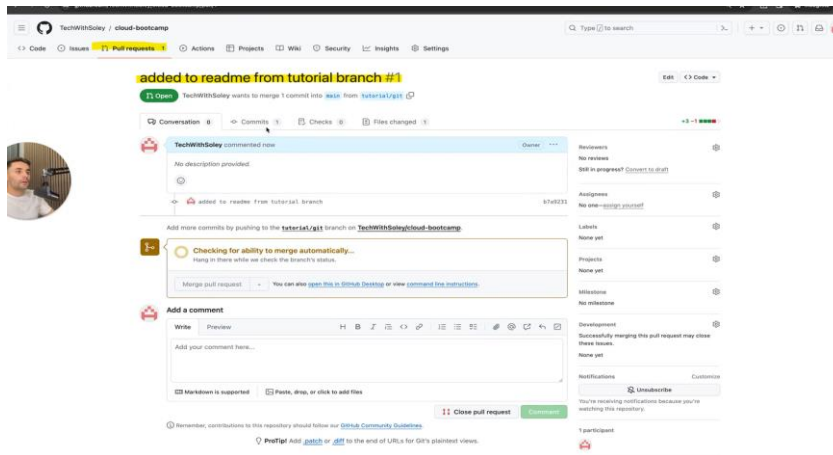 TechWithSoley / cloud-bootcamp
Type / to search
Code
Issues
Pull requests 1
Actions
Projects
Wiki
Security
Insights
Settings
added to readme from tutorial branch #1
Edit
Code
Open
TechWithSoley wants to merge 1 commit into main from tutorial/git
Conversation 0
Commits 1
Checks 0
Files changed 1
+3 −1
TechWithSoley commented now
Owner
No description provided.
added to readme from tutorial branch
Add more commits by pushing to the tutorial/git branch on TechWithSoley/cloud-bootcamp.
Checking for ability to merge automatically...
Hang in there while we check the branch's status.
Merge pull request
You can also open this in GitHub Desktop or view command line instructions.
Add a comment
Write
Preview
H B I
Add your comment here...
Markdown is supported
Paste, drop, or click to add files
Close pull request
Comment
Remember, contributions to this repository should follow our GitHub Community Guidelines.
ProTip! Add .patch or .diff to the end of URLs for Git's plaintext views.
Reviewers
No reviews
Still in progress? Convert to draft
Assignees
No one—assign yourself
Labels
None yet
Projects
None yet
Milestone
No milestone
Development
Successfully merging this pull request may close
these issues.
None yet
Notifications
Customize
Unsubscribe
You're receiving notifications because you're
watching this repository.
1 participant